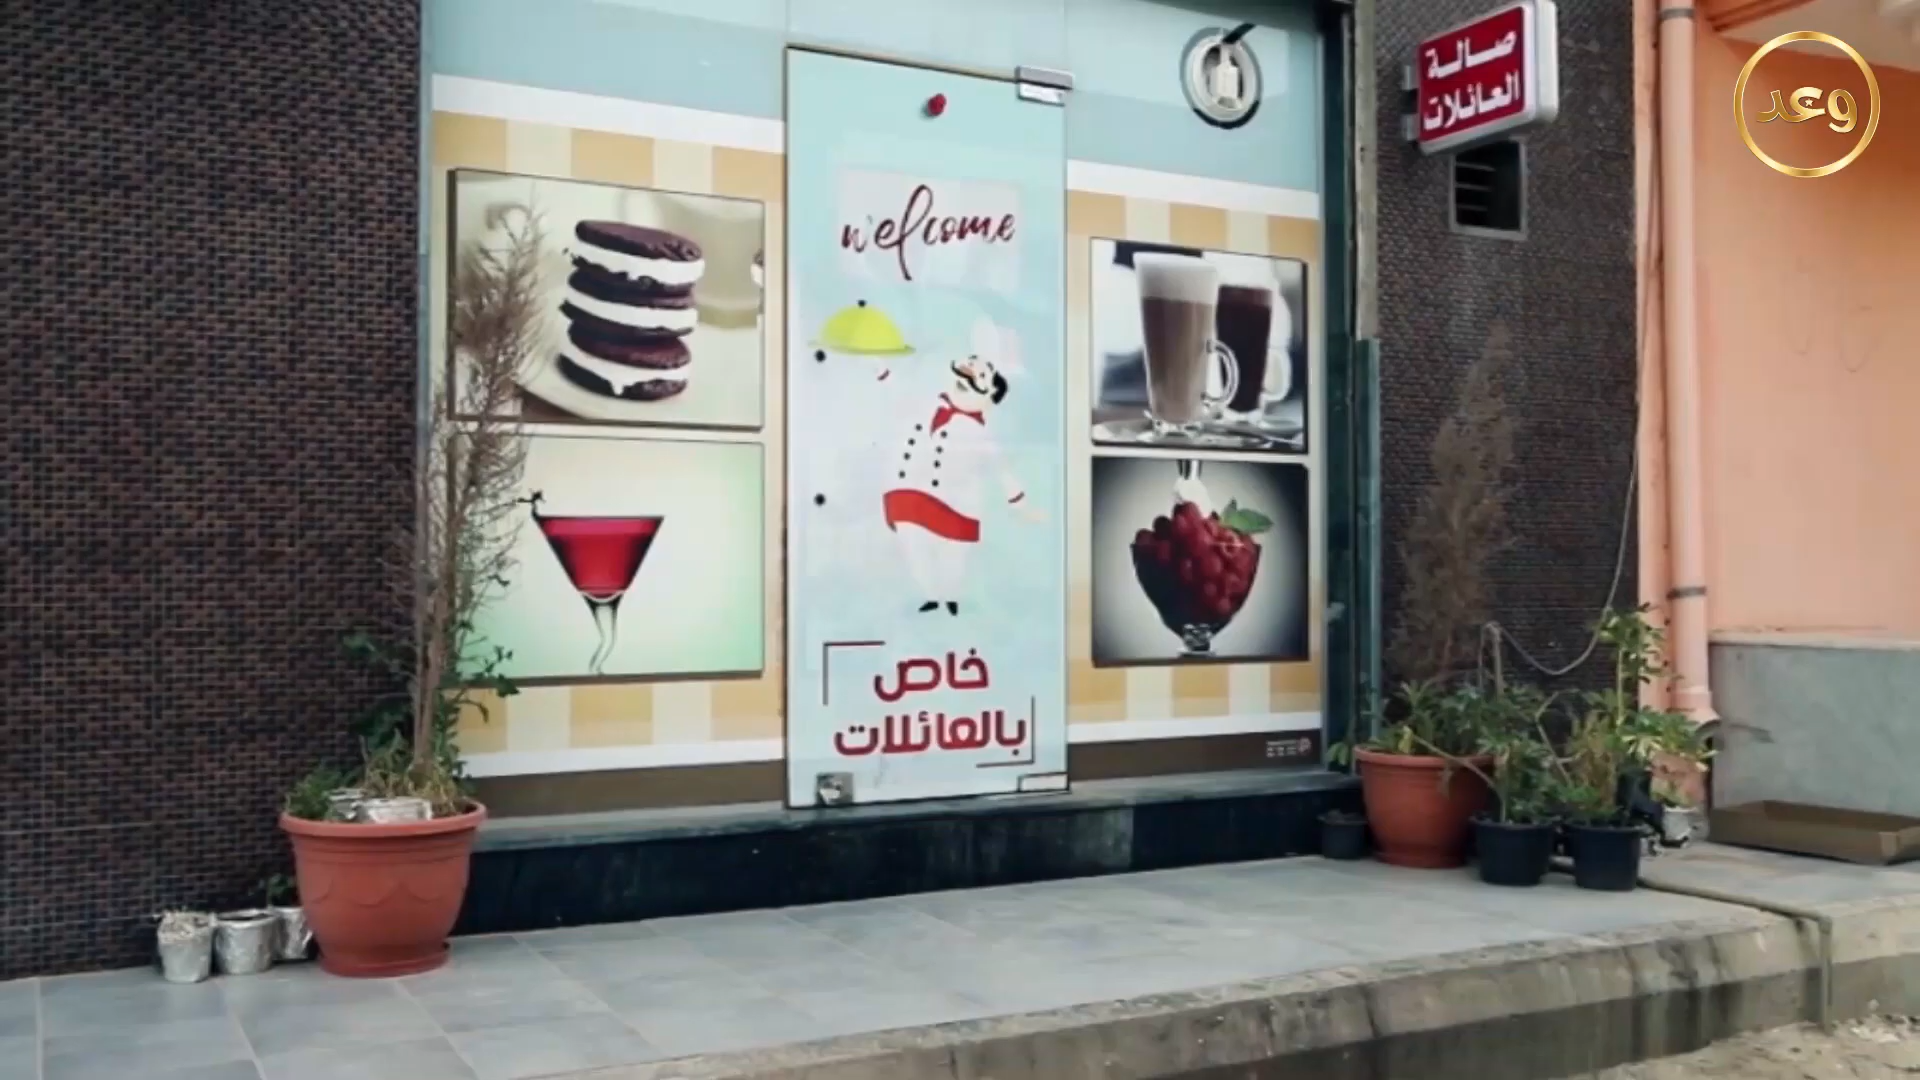 صالة
العائلات
وعد
welcome
خاص
بالعائلات